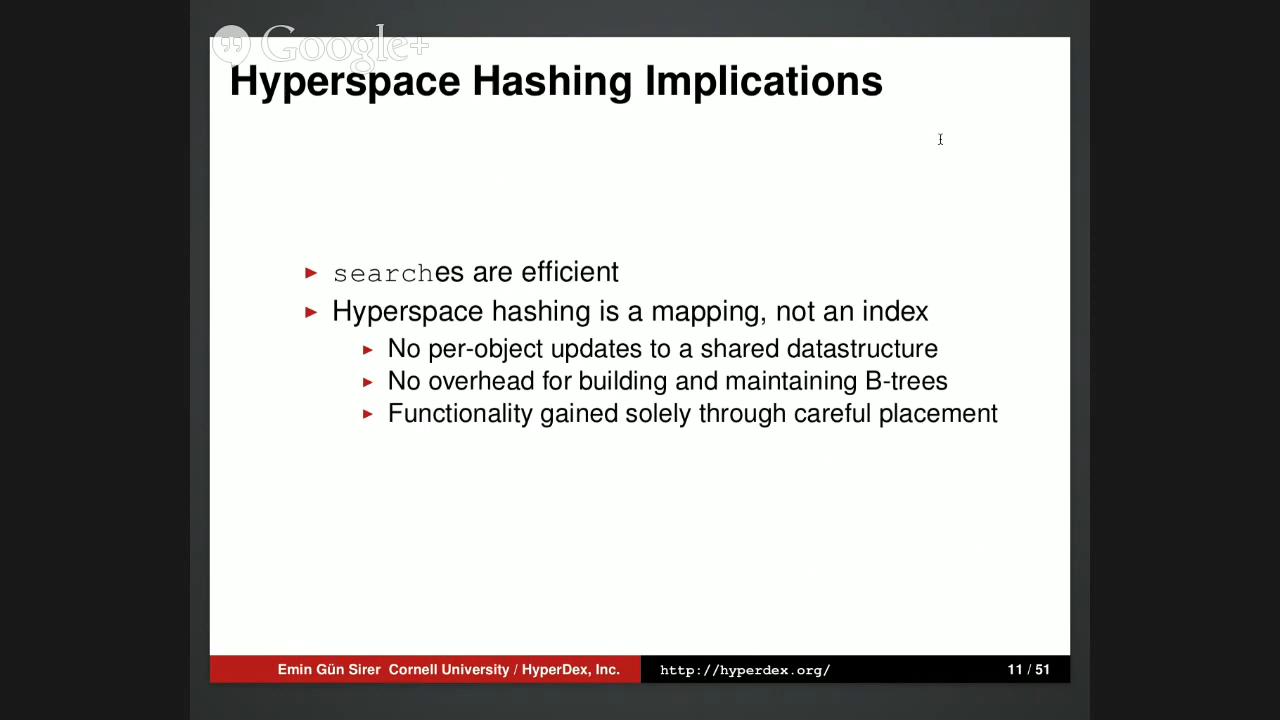 Google+
Hyperspace Hashing Implications
searches are efficient
Hyperspace hashing is a mapping, not an index
No per-object updates to a shared datastructure
No overhead for building and maintaining B-trees
Functionality gained solely through careful placement
Emin Gün Sirer Cornell University / HyperDex, Inc. http://hyperdex.org/ 11 / 51